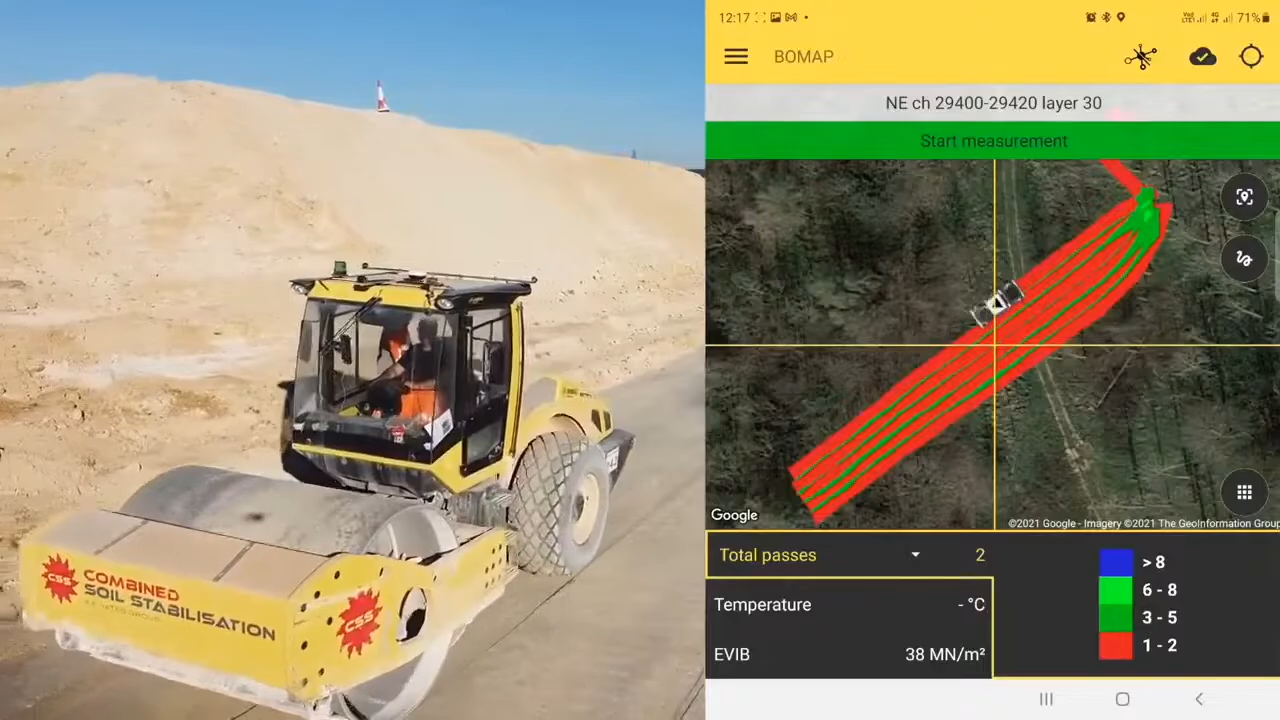 CSS
COMBINED
SOIL STABILISATION
CSS
12:17
71%
BOMAP
NE ch 29400-29420 layer 30
Start measurement
Google
©2021 Google - Imagery ©2021 The GeoInformation Group
Total passes 2
Temperature - °C
EVIB 38 MN/m²
> 8
6 - 8
3 - 5
1 - 2